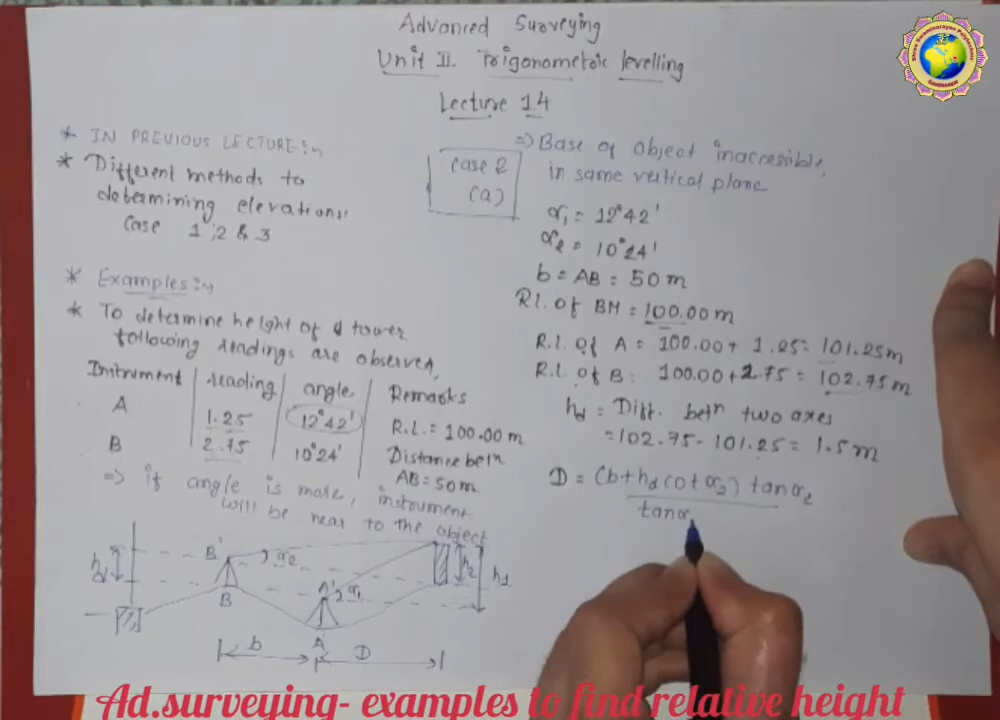 Advanced Surveying
Unit II. Trigonometric levelling
Lecture 14
* IN PREVIOUS LECTURE:-
* Different methods to
determining elevations.
Case 1, 2 & 3
* Examples:-
* To determine height of a tower
following readings are observed,
Instrument | reading | angle | Remarks
A | 1.25 | 12°42' | R.L. = 100.00 m
B | 2.75 | 10°24' | Distance betn
AB = 50m
⇒ if angle is more, instrument
will be near to the object
hd
B'
α2
B
A'
α1
A
h2
h1
b
D
Case 2
(a)
⇒ Base of object inaccessible,
in same vertical plane
α1 = 12°42'
α2 = 10°24'
b = AB = 50 m
R.L. of BM = 100.00 m
R.L. of A = 100.00 + 1.25 = 101.25m
R.L. of B = 100.00 + 2.75 = 102.75 m
hd = Diff. betn two axes
= 102.75 - 101.25 = 1.5 m
D = (b + hd cot α2) tan α2
tan α
Shree Swaminarayan Polytechnic
Gandhinagar
Ad.surveying- examples to find relative height